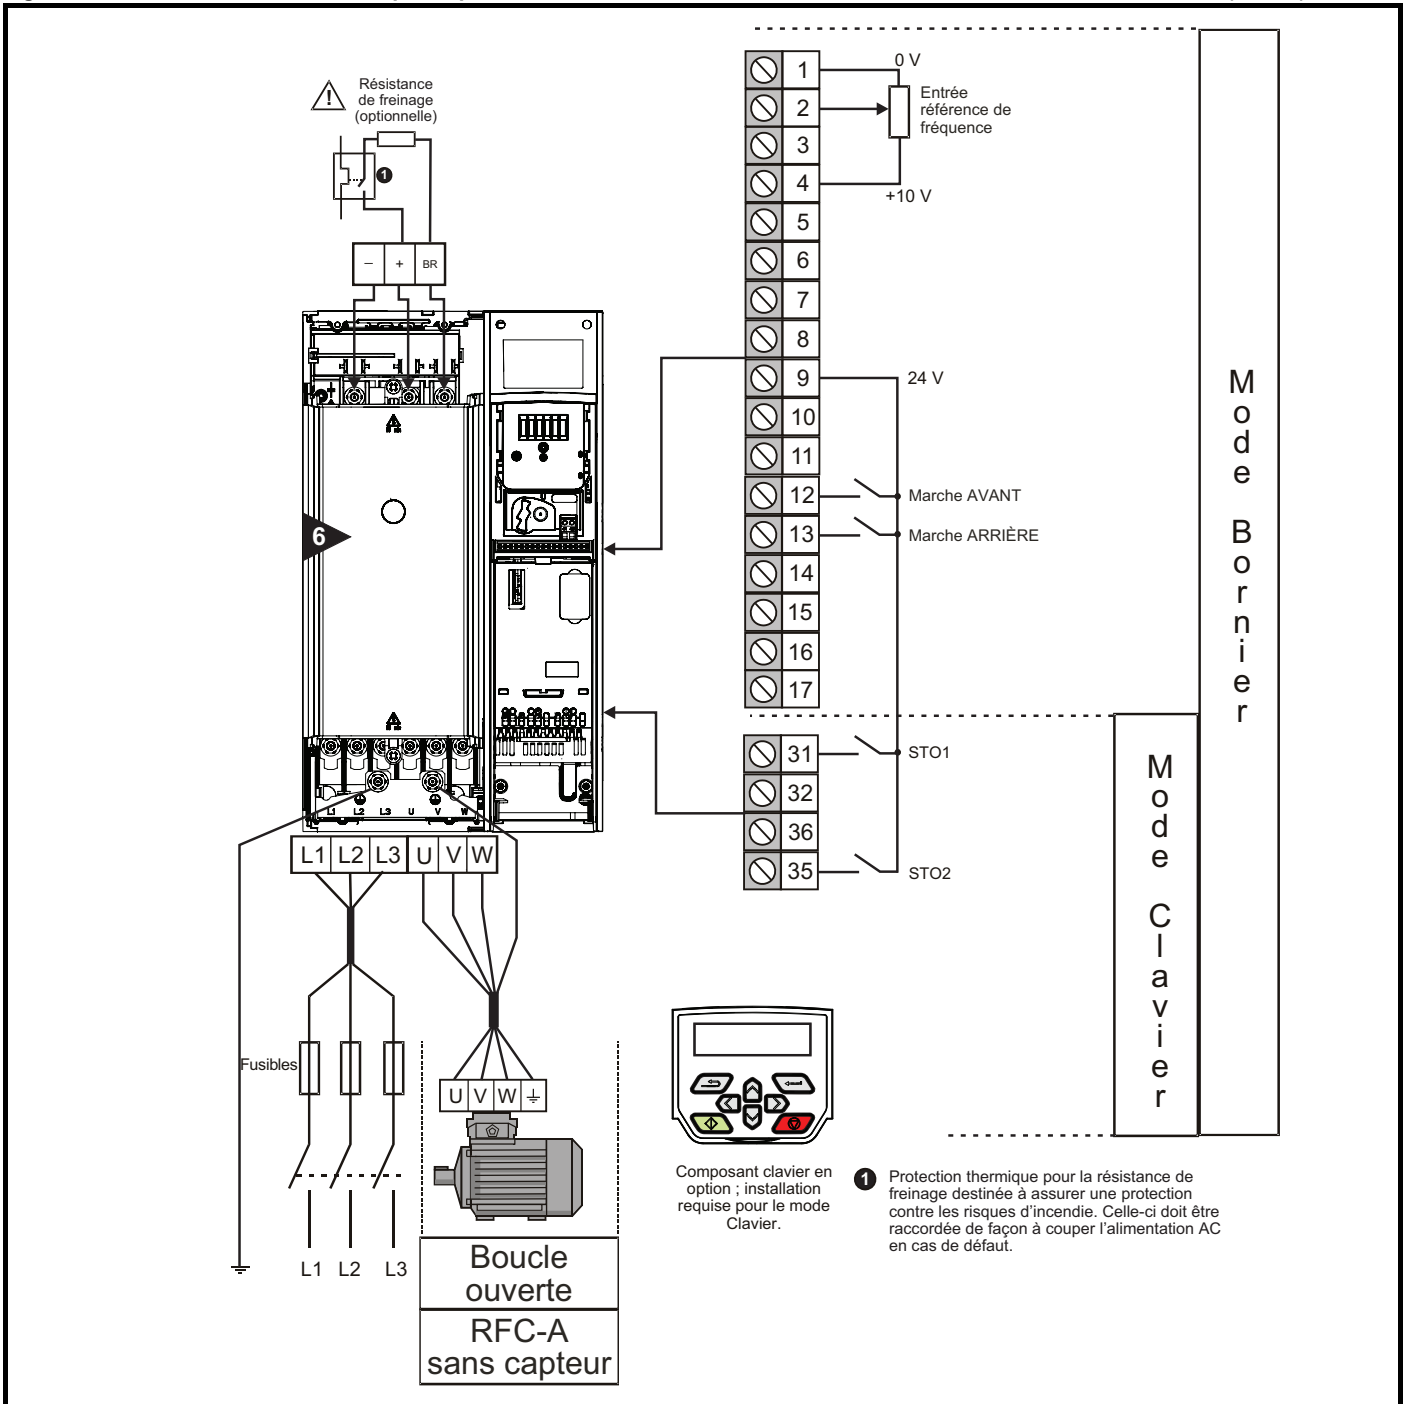 Résistance
de freinage
(optionnelle)
1
– + BR
6
L1 L2 L3 U V W
L1 L2 L3 U V W
Fusibles
L1 L2 L3
U V W
Boucle
ouverte
RFC-A
sans capteur
1
2
3
4
5
6
7
8
9
10
11
12
13
14
15
16
17
0 V
Entrée
référence de
fréquence
+10 V
24 V
Marche AVANT
Marche ARRIÈRE
31
32
36
35
STO1
STO2
Mode Bornier
Mode Clavier
Composant clavier en
option ; installation
requise pour le mode
Clavier.
1 Protection thermique pour la résistance de
freinage destinée à assurer une protection
contre les risques d'incendie. Celle-ci doit être
raccordée de façon à couper l'alimentation AC
en cas de défaut.